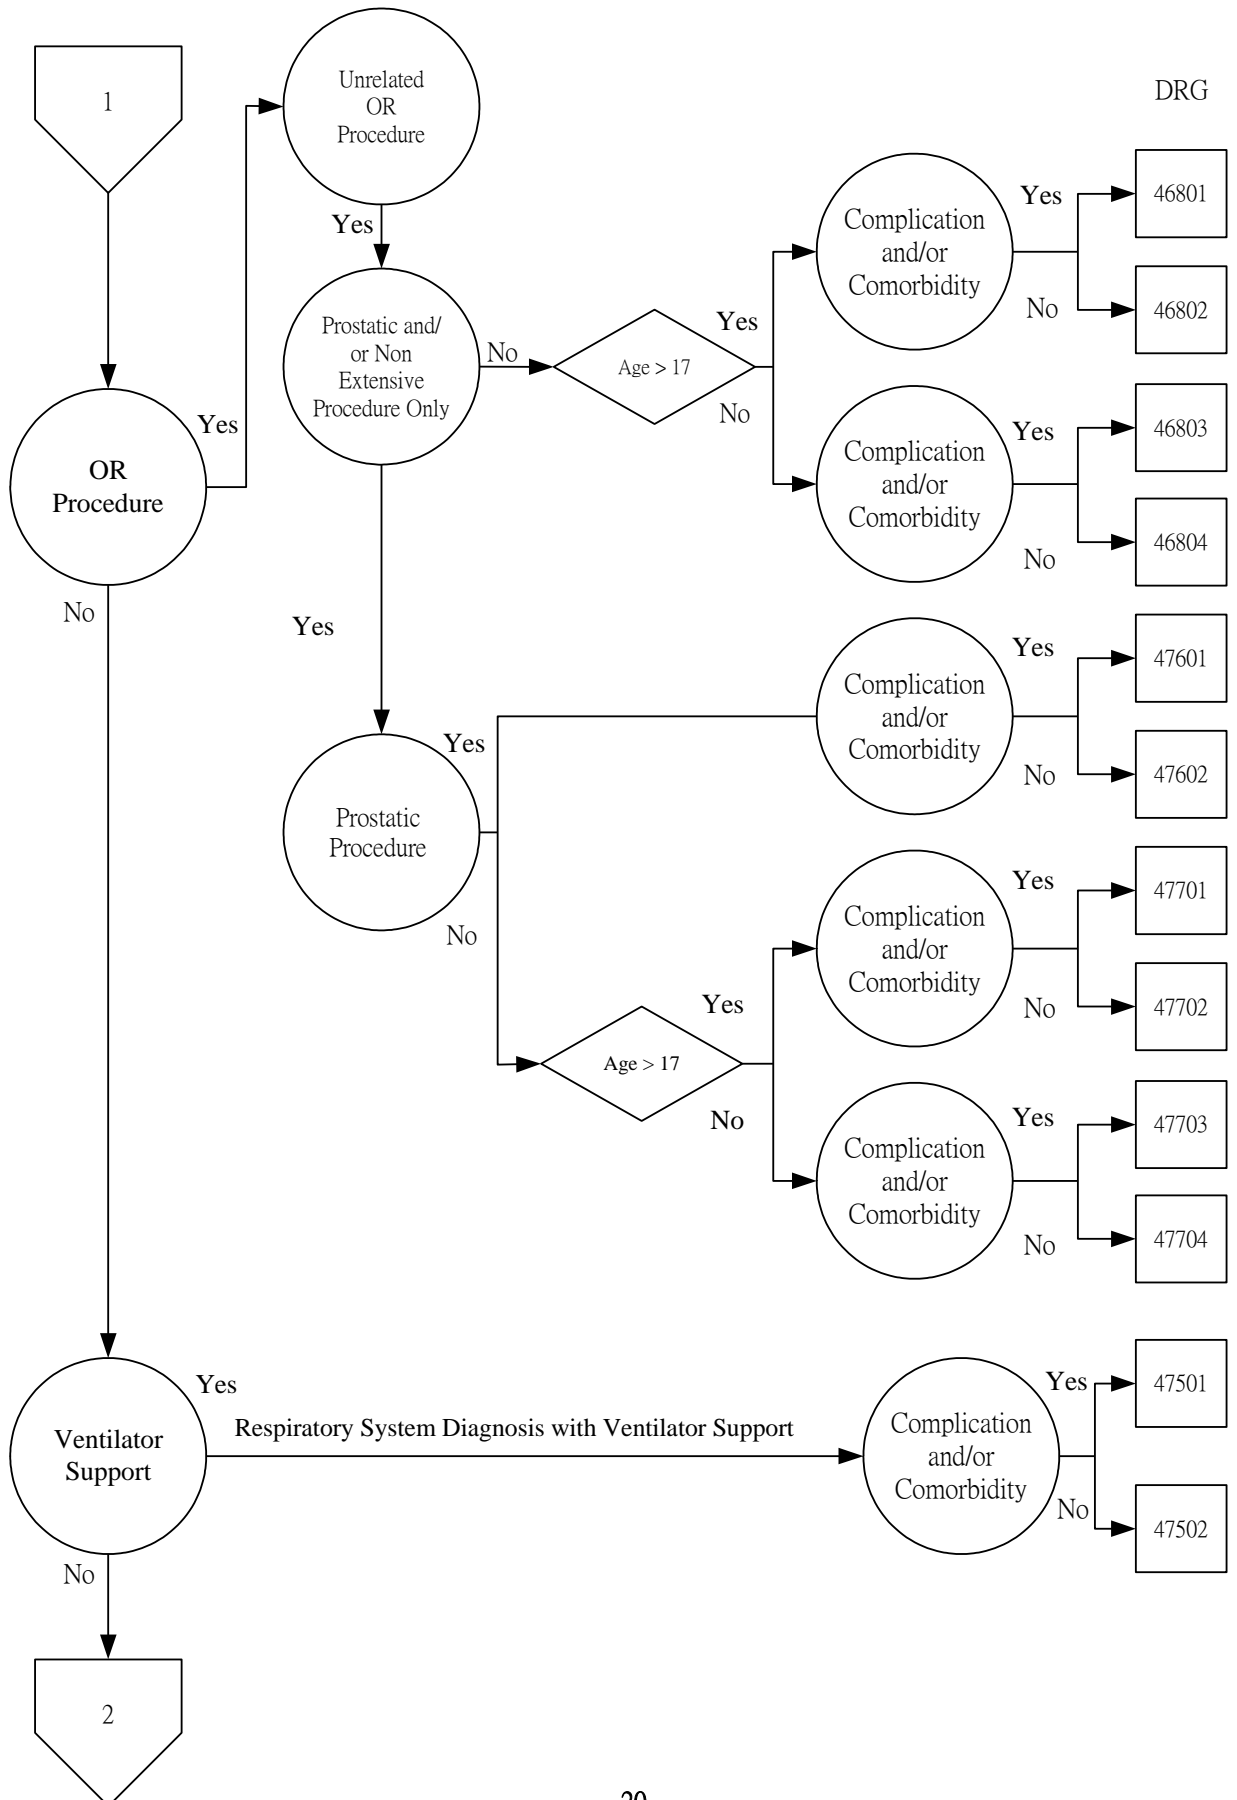 1
Unrelated
OR
Procedure
DRG
Yes
Prostatic and/
or Non
Extensive
Procedure Only
No
Age > 17
Yes
No
Complication
and/or
Comorbidity
Yes
No
46801
46802
Complication
and/or
Comorbidity
Yes
No
46803
46804
OR
Procedure
Yes
No
Yes
Prostatic
Procedure
Yes
No
Complication
and/or
Comorbidity
Yes
No
47601
47602
Age > 17
Yes
No
Complication
and/or
Comorbidity
Yes
No
47701
47702
Complication
and/or
Comorbidity
Yes
No
47703
47704
Ventilator
Support
Yes
No
Respiratory System Diagnosis with Ventilator Support
Complication
and/or
Comorbidity
Yes
No
47501
47502
2
20